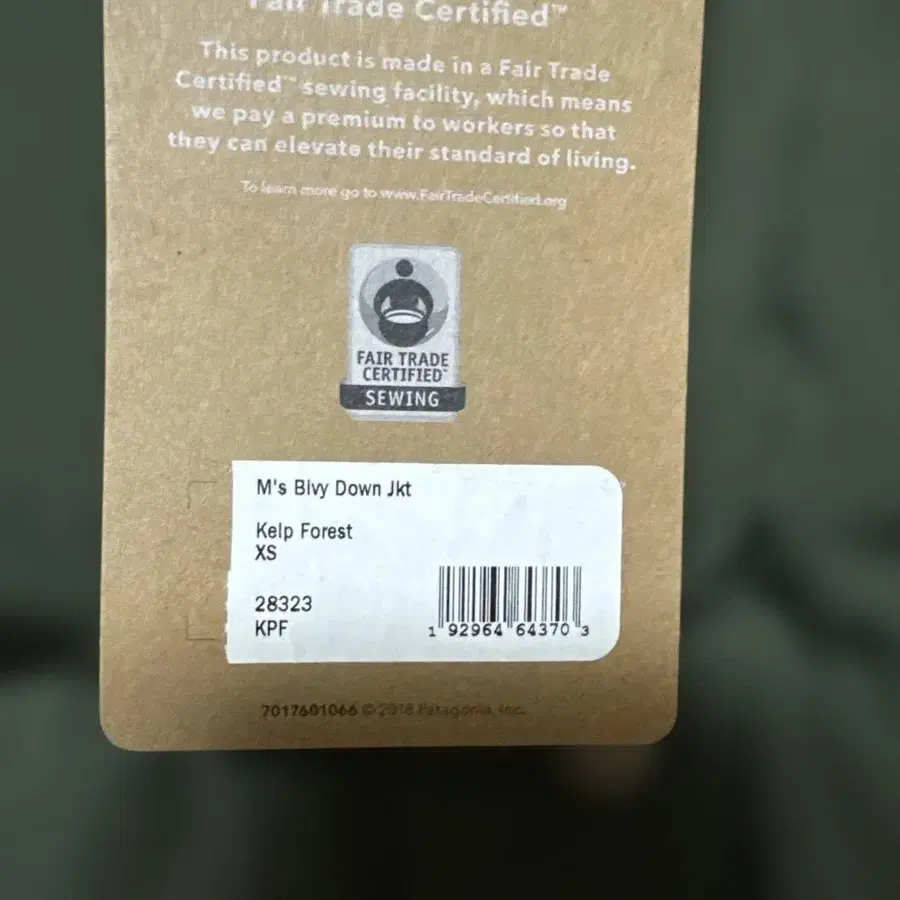 Fair Trade Certified™
This product is made in a Fair Trade
Certified™ sewing facility, which means
we pay a premium to workers so that
they can elevate their standard of living.
To learn more go to www.FairTradeCertified.org
FAIR TRADE
CERTIFIED™
SEWING
M's Bivy Down Jkt
Kelp Forest
XS
28323
KPF
1 92964 64370 3
7017601066 © 2018 Patagonia, Inc.